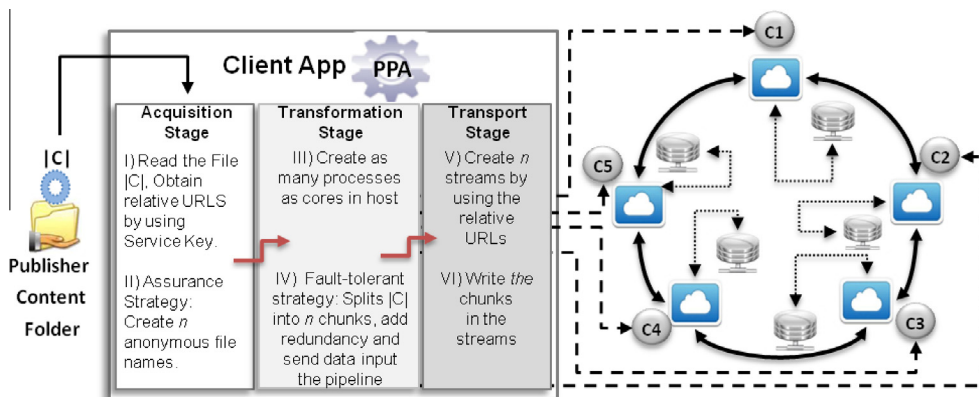 Client App
PPA
Acquisition
Stage
I) Read the File
|C|, Obtain
relative URLS
by using
Service Key.
II) Assurance
Strategy:
Create n
anonymous file
names.
Transformation
Stage
III) Create as
many processes
as cores in host
IV) Fault-tolerant
strategy: Splits |C|
into n chunks, add
redundancy and
send data input
the pipeline
Transport
Stage
V) Create n
streams by
using the
relative
URLs
VI) Write the
chunks
in the
streams
|C|
Publisher
Content
Folder
C1
C2
C5
C4
C3